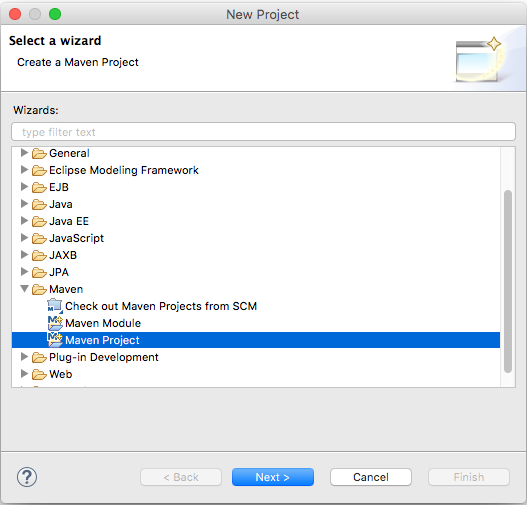 New Project
Select a wizard
Create a Maven Project
Wizards:
type filter text
General
Eclipse Modeling Framework
EJB
Java
Java EE
JavaScript
JAXB
JPA
Maven
Check out Maven Projects from SCM
Maven Module
Maven Project
Plug-in Development
Web
? < Back Next > Cancel Finish